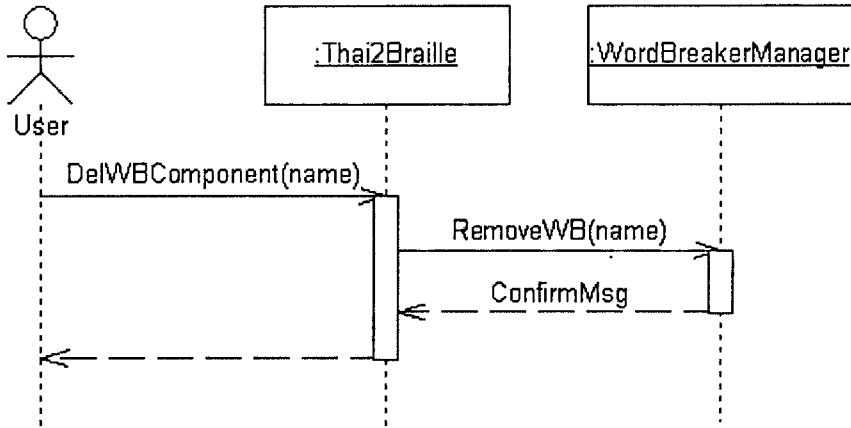 :Thai2Braille
:WordBreakerManager
User
DelWBComponent(name)
RemoveWB(name)
ConfirmMsg